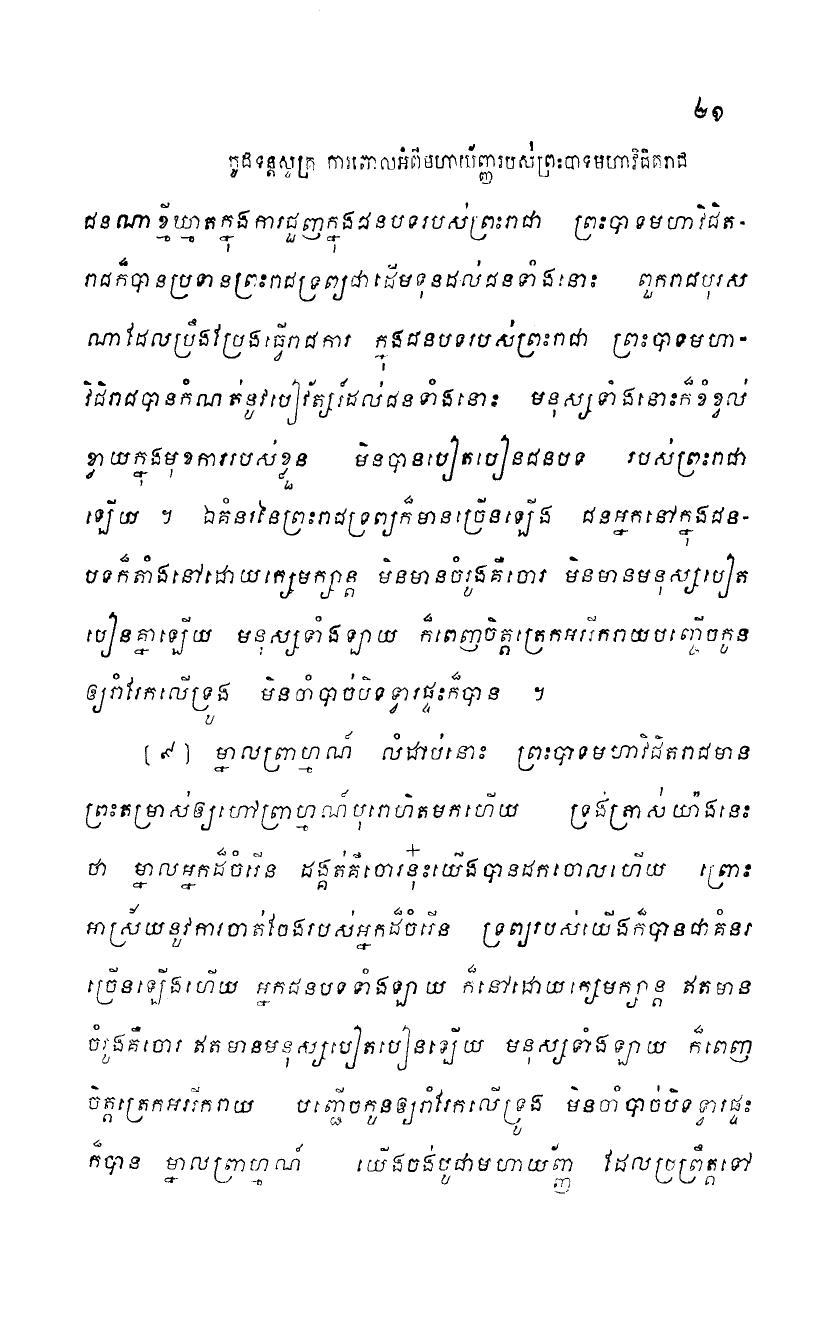 ២១
កូដទន្តសូត្រ ការពោលអំពីមហាយ័ញ្ញរបស់ព្រះបាទមហាវិជិតរាជ
ជនណាខ្មីឃ្មាតក្នុងការជួញក្នុងជនបទរបស់ព្រះរាជា ព្រះបាទមហាវិជិត-
រាជក៏បានប្រទានព្រះរាជទ្រព្យជាដើមទុនដល់ជនទាំងនោះ ពួករាជបុរស
ណាដែលប្រឹងប្រែងធ្វើរាជការ ក្នុងជនបទរបស់ព្រះរាជា ព្រះបាទមហា-
វិជិរាជបានកំណត់នូវបៀវ័ត្សរ៍ដល់ជនទាំងនោះ មនុស្សទាំងនោះក៏ខំខ្វល់
ខ្វាយក្នុងមុខការរបស់ខ្លួន មិនបានបៀតបៀនជនបទ របស់ព្រះរាជា
ឡើយ ។ ឯគំនរនៃព្រះរាជទ្រព្យក៏មានច្រើនឡើង ជនអ្នកនៅក្នុងជន-
បទក៏តាំងនៅដោយក្សេមក្សាន្ត មិនមានចំរូងគឺចោរ មិនមានមនុស្សបៀត
បៀនគ្នាឡើយ មនុស្សទាំងឡាយ ក៏ពេញចិត្តត្រេកអររីករាយបញ្ជើចកូន
ឲ្យរាំរែកលើទ្រូង មិនចាំបាច់បិទទ្វារផ្ទះក៏បាន ។
[៩] ម្នាលព្រាហ្មណ៍ លំដាប់នោះ ព្រះបាទមហាវិជិតរាជមាន
ព្រះតម្រាស់ឲ្យហៅព្រាហ្មណ៍បុរោហិតមកហើយ ទ្រង់ត្រាស់យ៉ាងនេះ
ថា ម្នាលអ្នកដ៏ចំរើន ដង្គត់គឺចោរនុ៎ះយើងបានដកចោលហើយ ព្រោះ
អាស្រ័យនូវការចាត់ចែងរបស់អ្នកដ៏ចំរើន ទ្រព្យរបស់យើងក៏បានជាគំនរ
ច្រើនឡើងហើយ អ្នកជនបទទាំងឡាយ ក៏នៅដោយក្សេមក្សាន្ត ឥតមាន
ចំរូងគឺចោរ ឥតមានមនុស្សបៀតបៀនឡើយ មនុស្សទាំងឡាយ ក៏ពេញ
ចិត្តត្រេកអររីករាយ បញ្ជើចកូនឲ្យរាំរែកលើទ្រូង មិនចាំបាច់បិទទ្វារផ្ទះ
ក៏បាន ម្នាលព្រាហ្មណ៍ យើងចង់បូជាមហាយ័ញ្ញ ដែលប្រព្រឹត្តទៅ